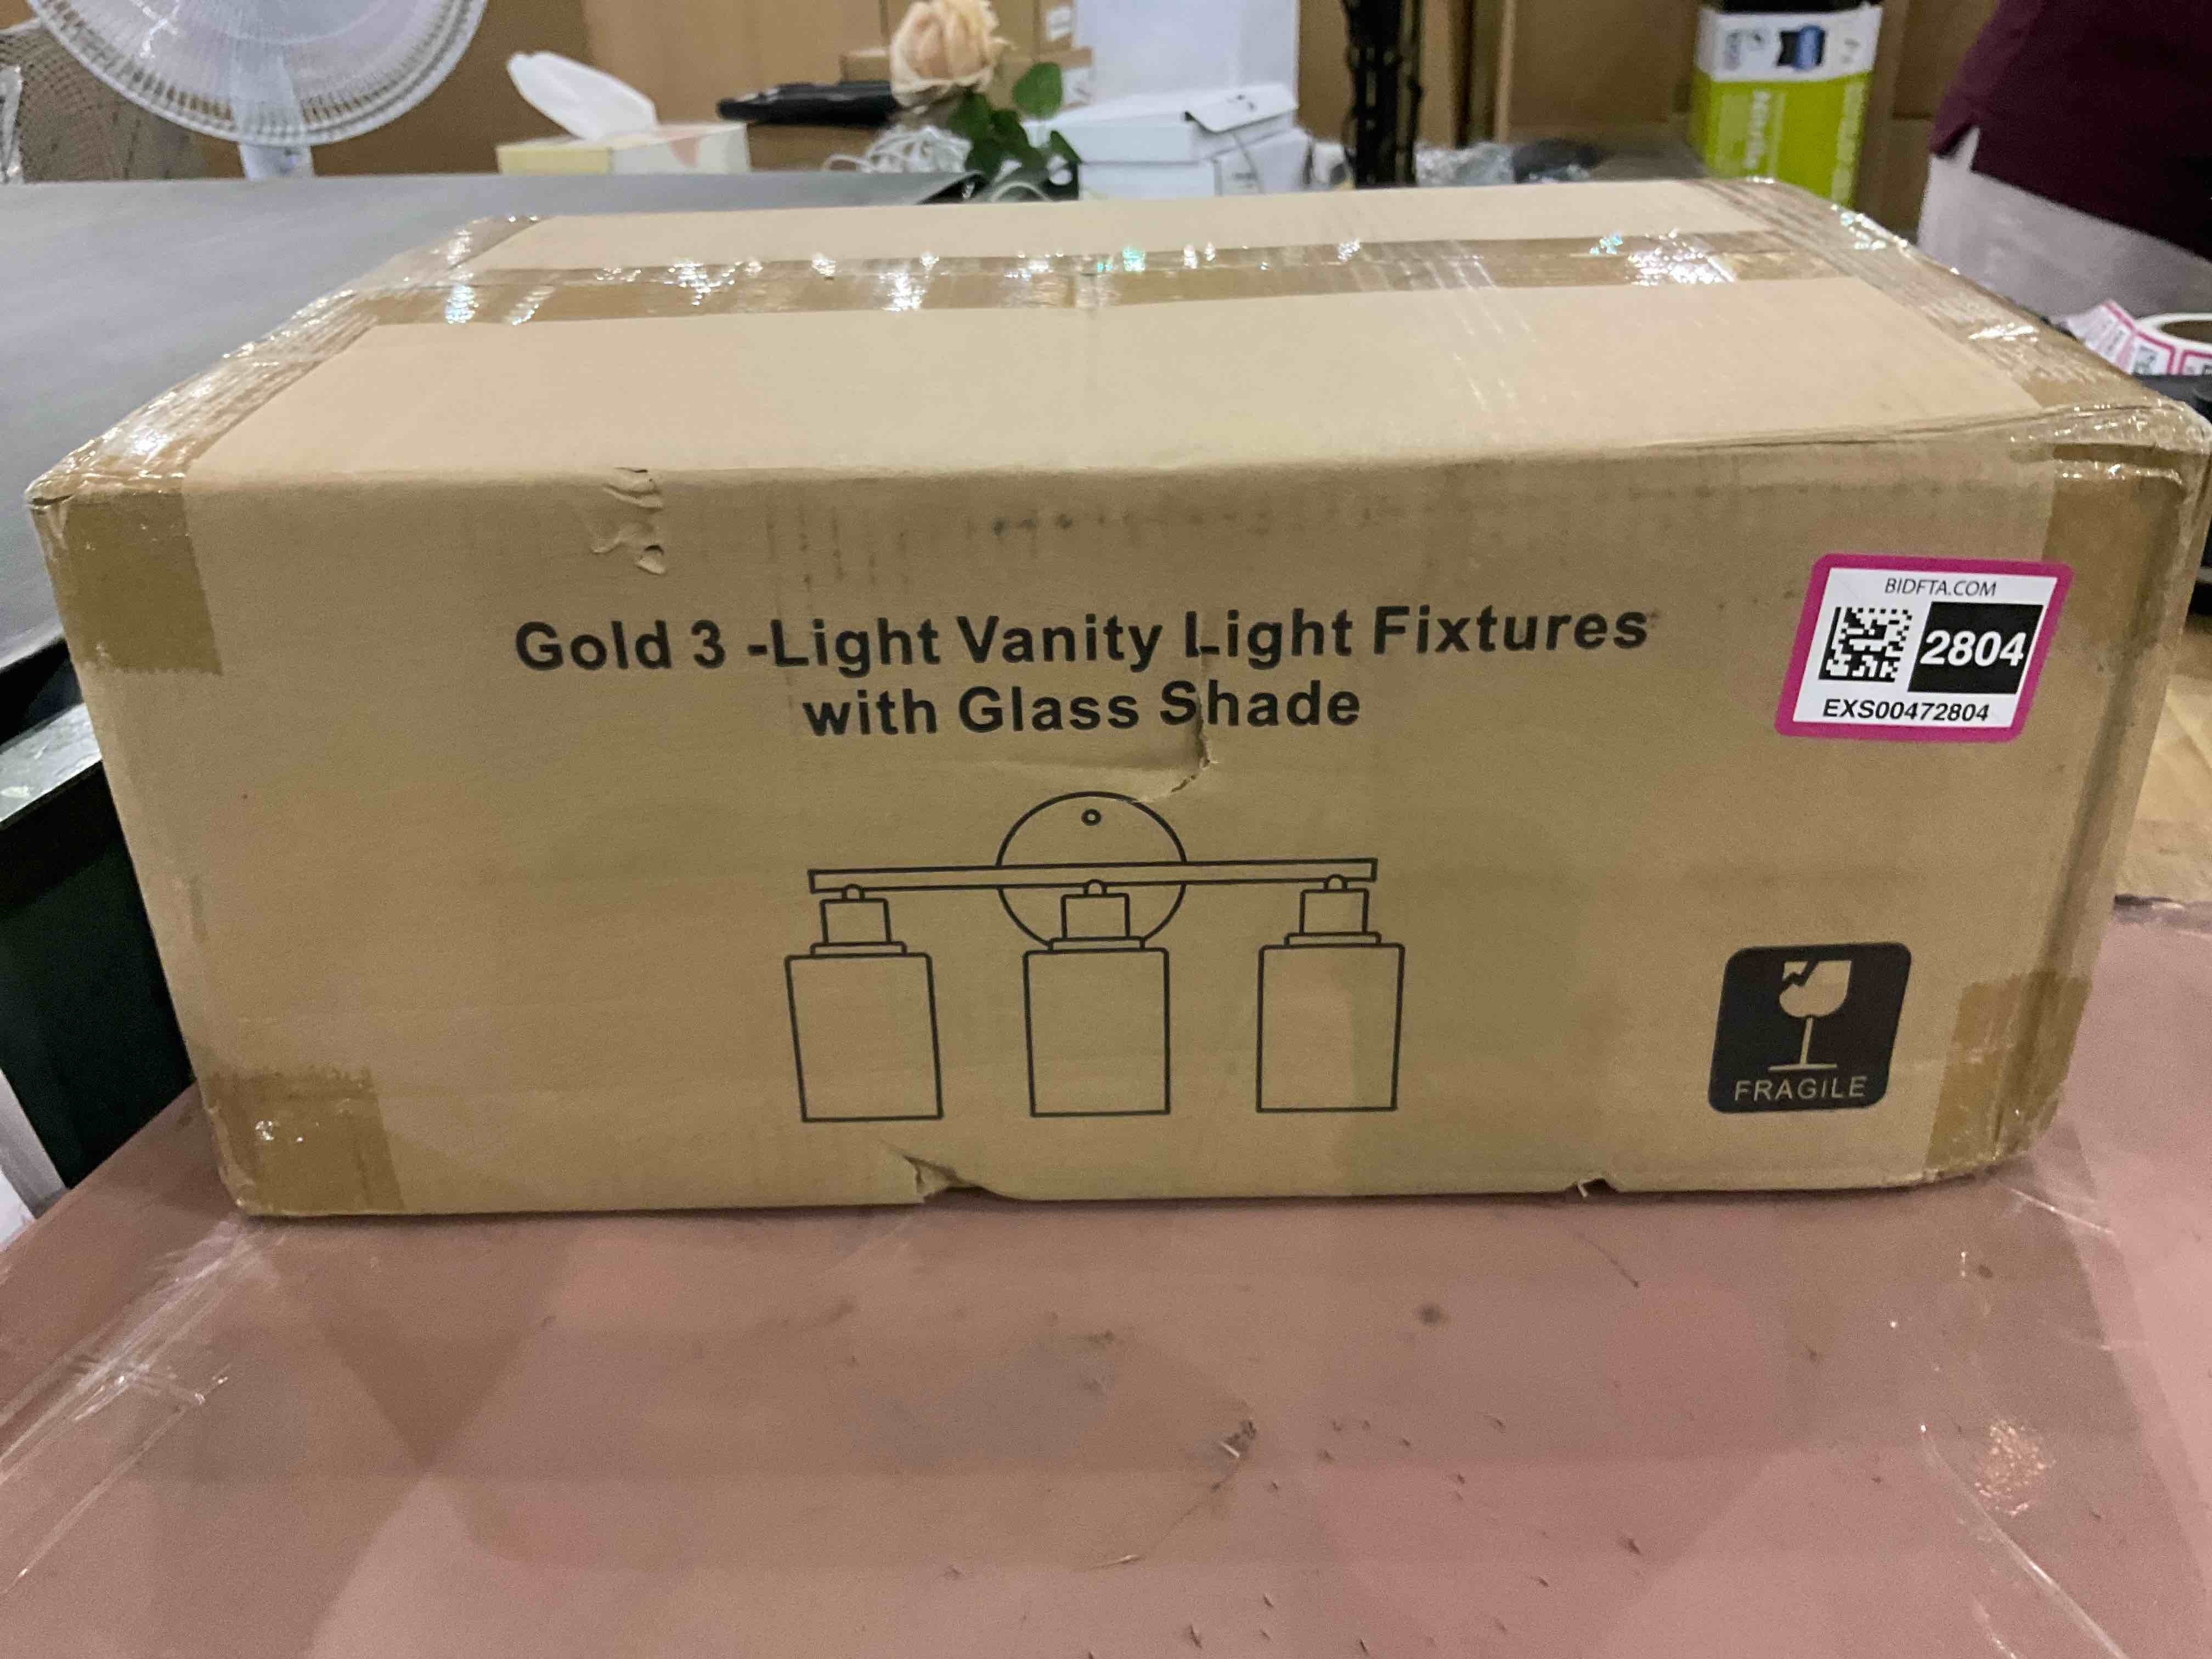 Gold 3 -Light Vanity Light Fixtures
with Glass Shade
BIDFTA.COM
2804
EXS00472804
FRAGILE